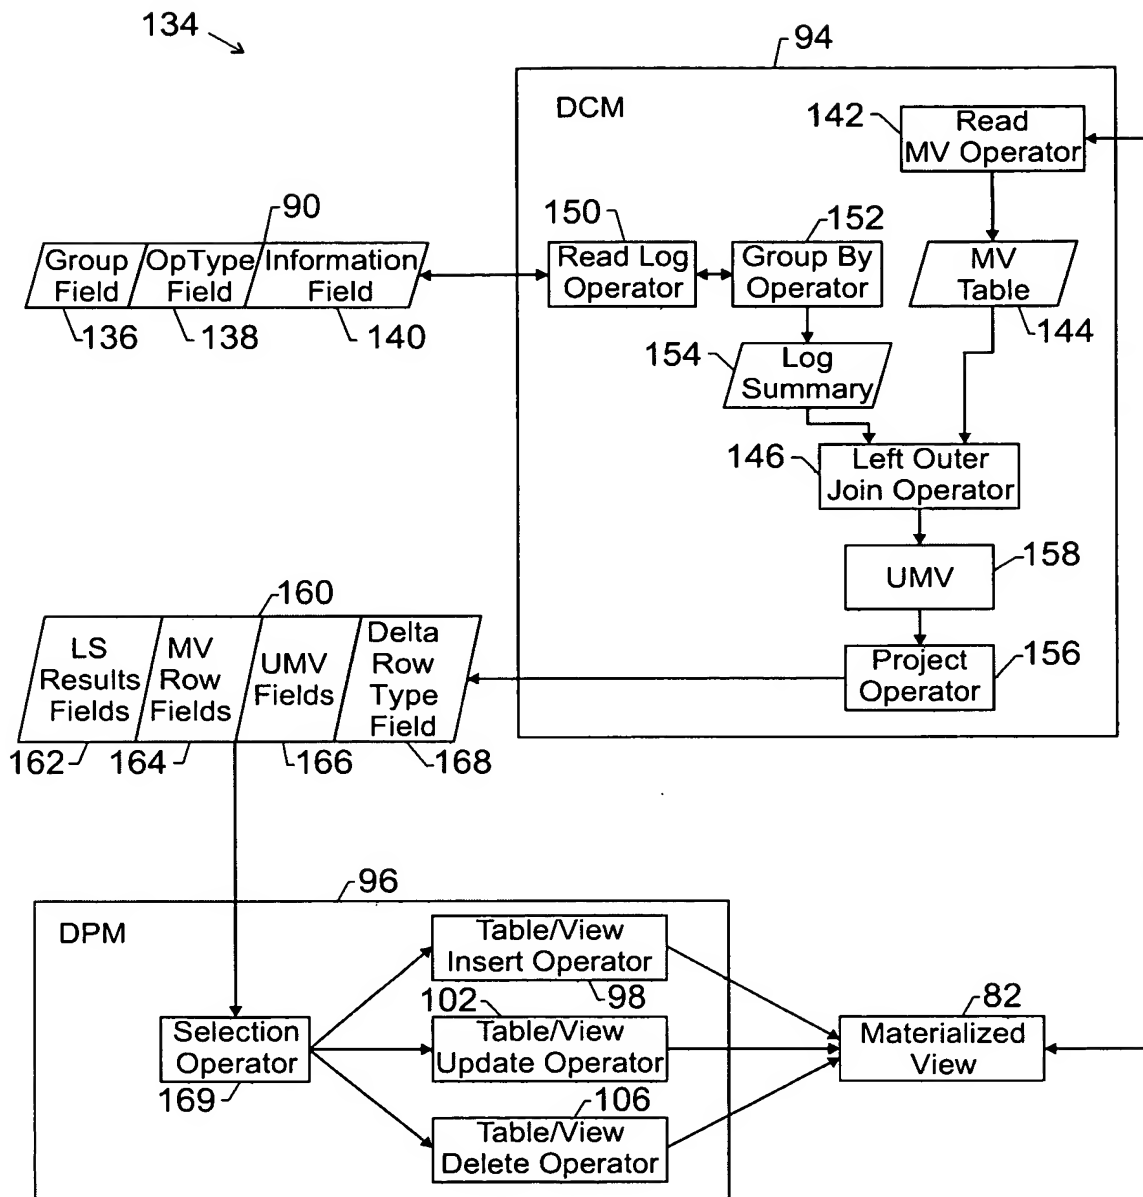 134
94
DCM
142
Read
MV Operator
90
150
152
Group
Field
OpType
Field
Information
Field
Read Log
Operator
Group By
Operator
MV
Table
136
138
140
154
144
Log
Summary
146
Left Outer
Join Operator
158
UMV
160
LS
Results
Fields
MV
Row
Fields
UMV
Fields
Delta
Row
Type
Field
Project
Operator
156
162
164
166
168
96
DPM
Table/View
Insert Operator
98
102
82
Selection
Operator
Table/View
Update Operator
Materialized
View
169
106
Table/View
Delete Operator